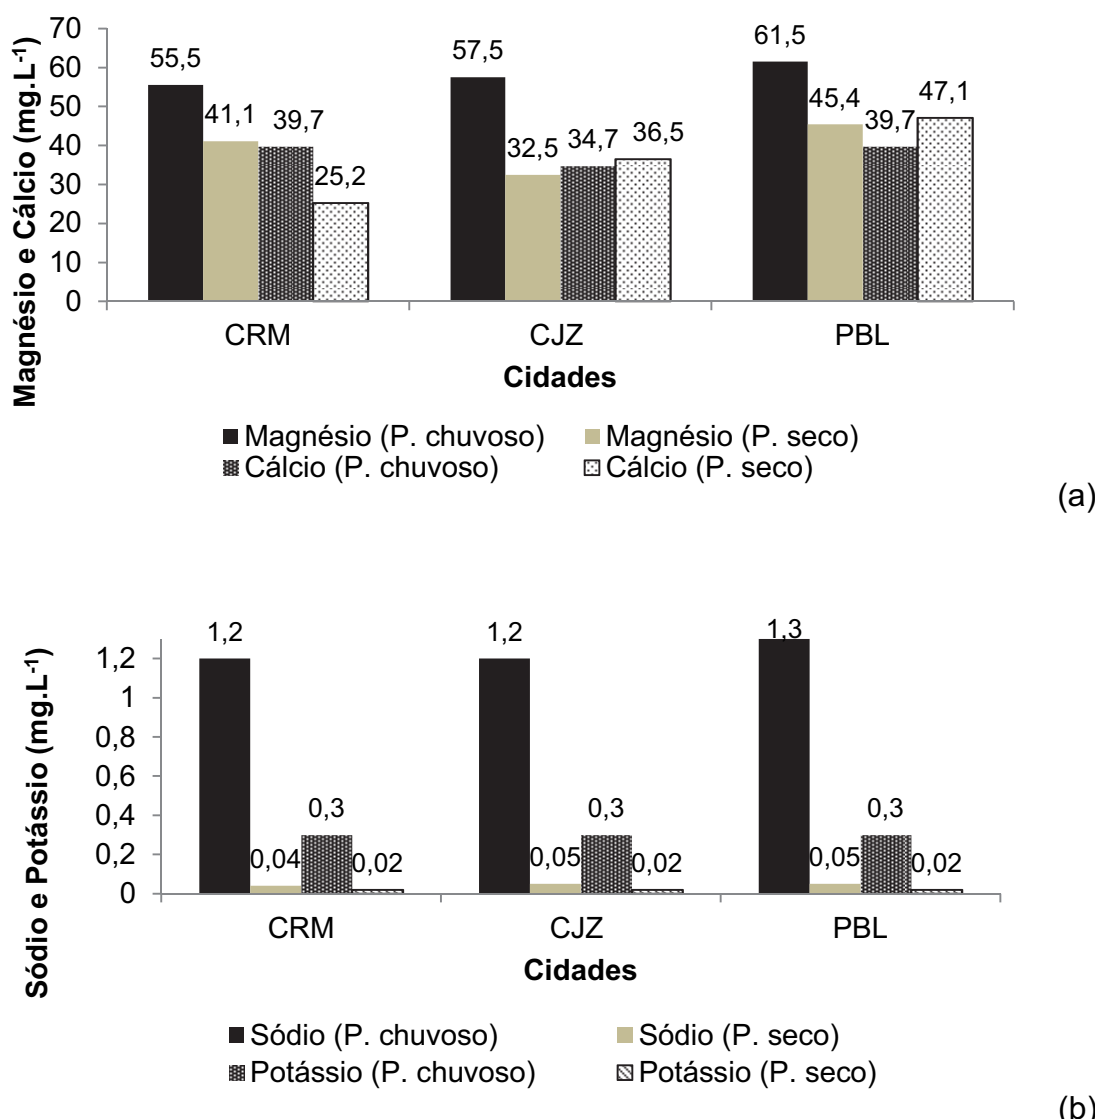 Magnésio e Cálcio (mg.L-1)
70
60
50
40
30
20
10
0
55,5
41,1
39,7
25,2
57,5
32,5
34,7
36,5
61,5
45,4
39,7
47,1
CRM
CJZ
PBL
Cidades
Magnésio (P. chuvoso)
Magnésio (P. seco)
Cálcio (P. chuvoso)
Cálcio (P. seco)
(a)
Sódio e Potássio (mg.L-1)
1,2
1
0,8
0,6
0,4
0,2
0
1,2
0,04
0,3
0,02
1,2
0,05
0,3
0,02
1,3
0,05
0,3
0,02
CRM
CJZ
PBL
Cidades
Sódio (P. chuvoso)
Sódio (P. seco)
Potássio (P. chuvoso)
Potássio (P. seco)
(b)